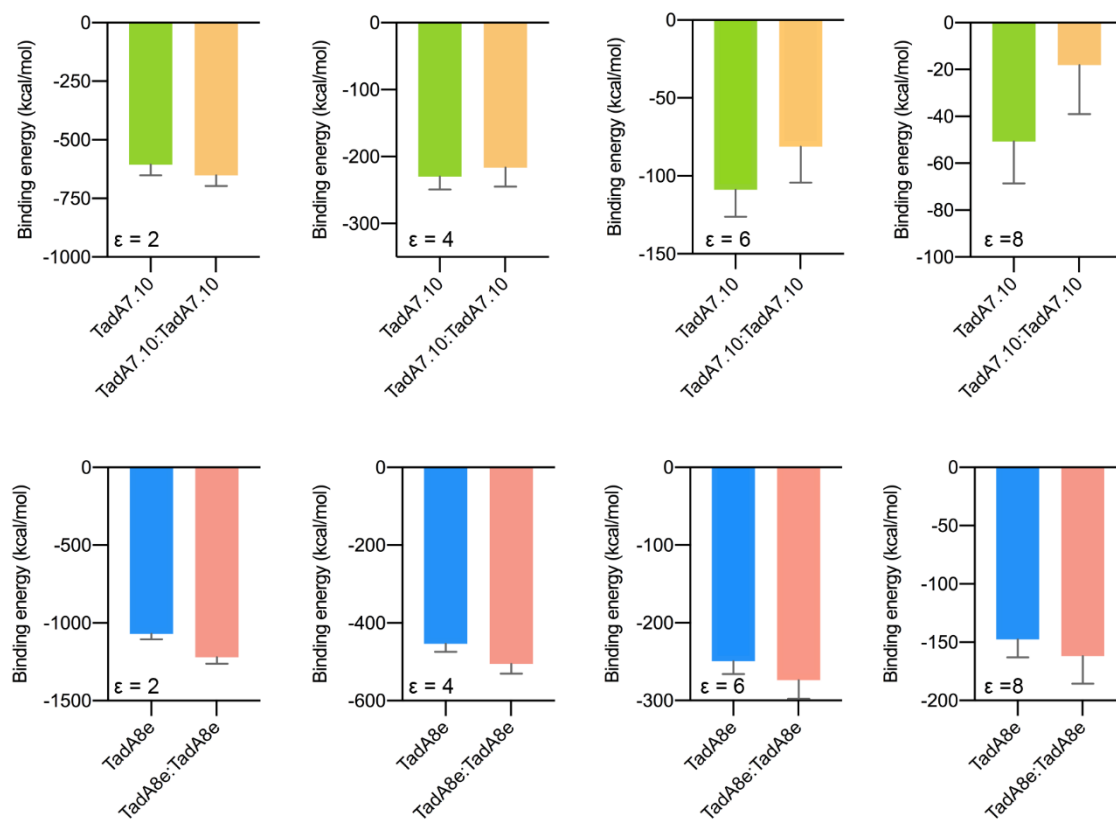 Binding energy (kcal/mol)
0
-250
-500
-750
-1000
ε = 2
TadA7.10
TadA7.10:TadA7.10
Binding energy (kcal/mol)
0
-100
-200
-300
ε = 4
TadA7.10
TadA7.10:TadA7.10
Binding energy (kcal/mol)
0
-50
-100
-150
ε = 6
TadA7.10
TadA7.10:TadA7.10
Binding energy (kcal/mol)
0
-20
-40
-60
-80
-100
ε =8
TadA7.10
TadA7.10:TadA7.10
Binding energy (kcal/mol)
0
-500
-1000
-1500
ε = 2
TadA8e
TadA8e:TadA8e
Binding energy (kcal/mol)
0
-200
-400
-600
ε = 4
TadA8e
TadA8e:TadA8e
Binding energy (kcal/mol)
0
-100
-200
-300
ε = 6
TadA8e
TadA8e:TadA8e
Binding energy (kcal/mol)
0
-50
-100
-150
-200
ε =8
TadA8e
TadA8e:TadA8e